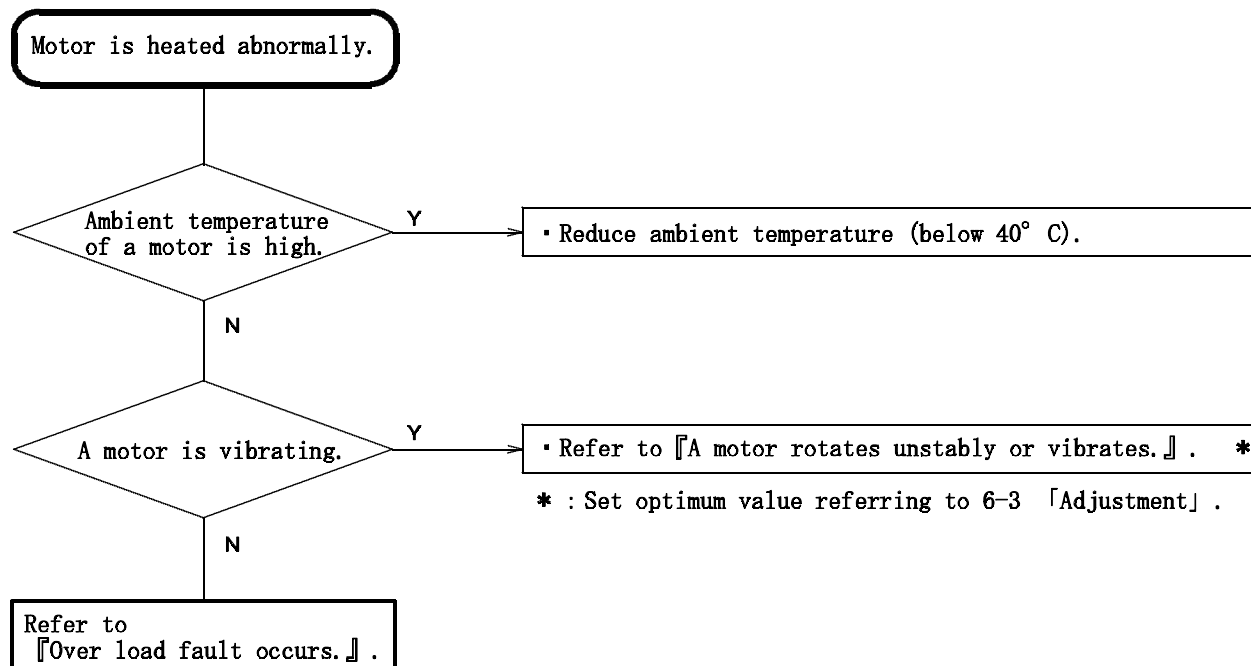 Motor is heated abnormally.
Ambient temperature
of a motor is high.
Y
・Reduce ambient temperature (below 40° C).
N
A motor is vibrating.
Y
・Refer to『A motor rotates unstably or vibrates.』. *
* : Set optimum value referring to 6-3 「Adjustment」.
N
Refer to
『Over load fault occurs.』.